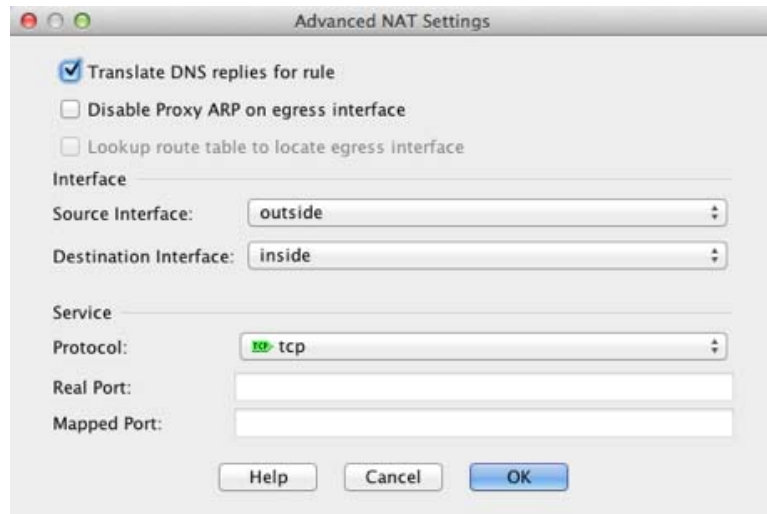 Advanced NAT Settings
Translate DNS replies for rule
Disable Proxy ARP on egress interface
Lookup route table to locate egress interface
Interface
Source Interface: outside
Destination Interface: inside
Service
Protocol: TCP tcp
Real Port:
Mapped Port:
Help Cancel OK